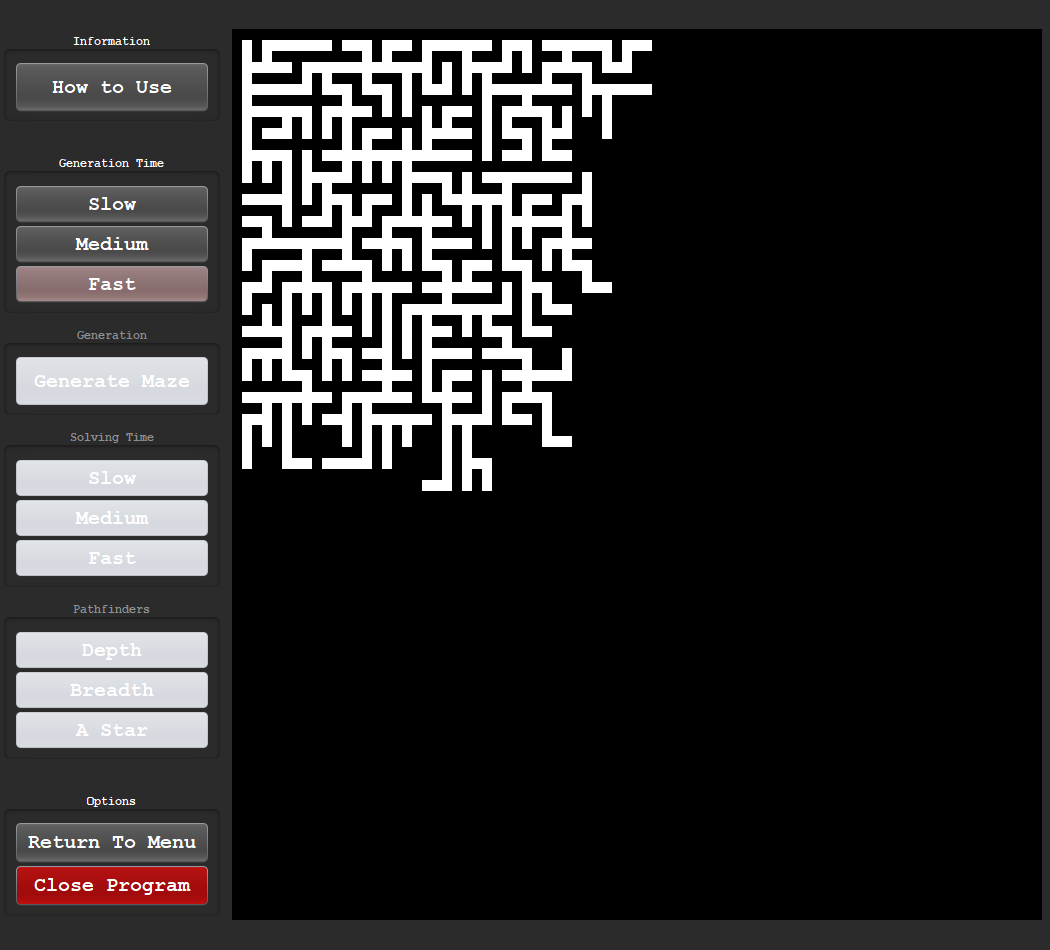 Information
How to Use
Generation Time
Slow
Medium
Fast
Generation
Generate Maze
Solving Time
Slow
Medium
Fast
Pathfinders
Depth
Breadth
A Star
Options
Return To Menu
Close Program